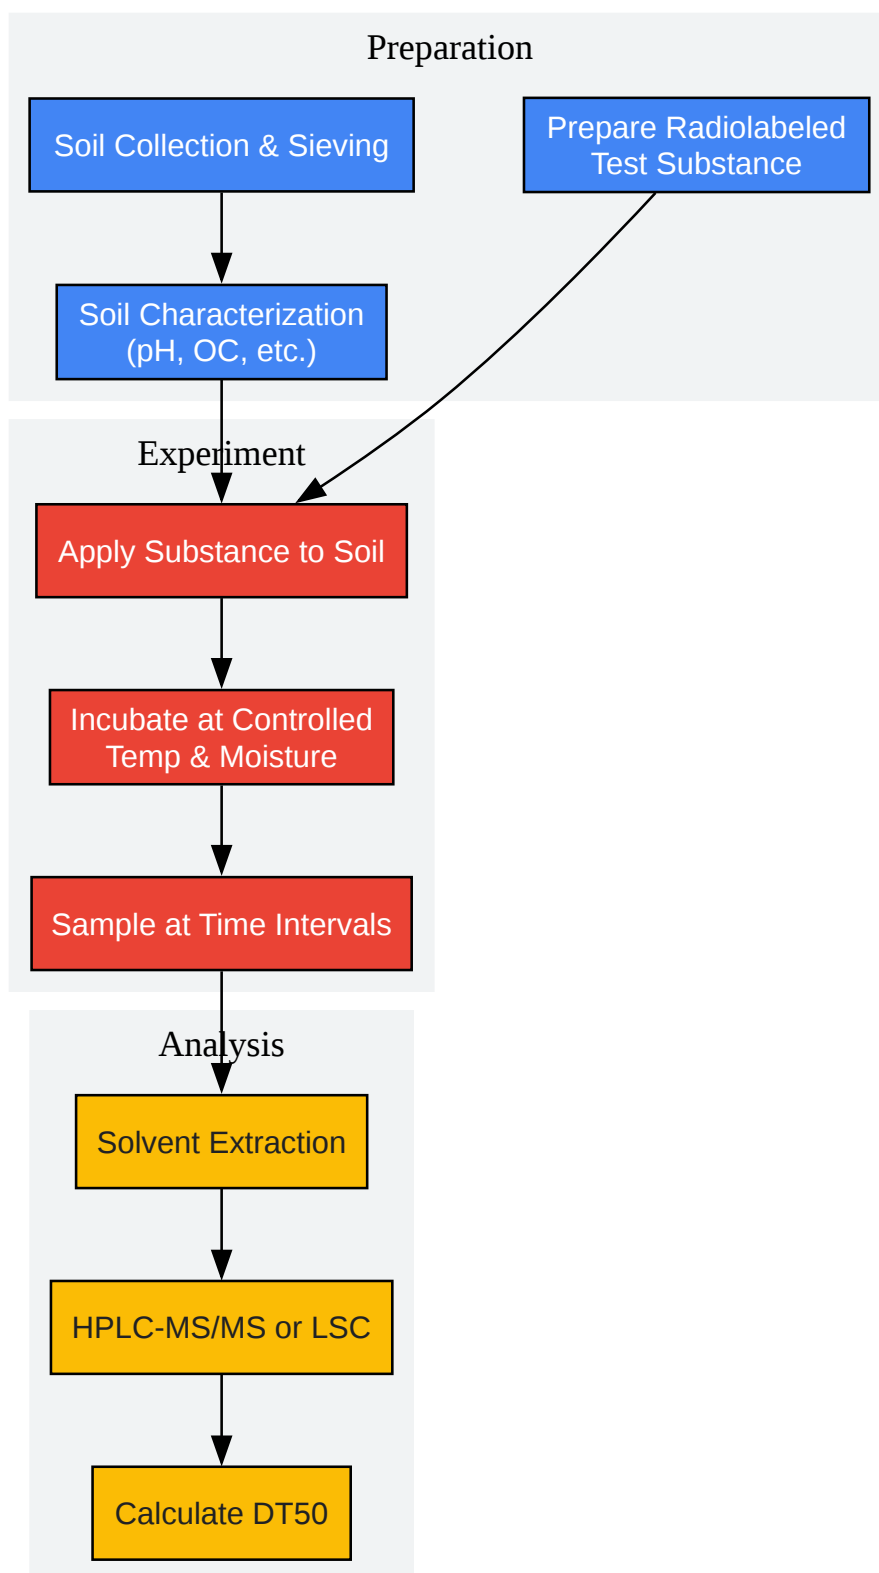 Preparation
Soil Collection & Sieving
Prepare Radiolabeled
Test Substance
Soil Characterization
(pH, OC, etc.)
Experiment
Apply Substance to Soil
Incubate at Controlled
Temp & Moisture
Sample at Time Intervals
Analysis
Solvent Extraction
HPLC-MS/MS or LSC
Calculate DT50